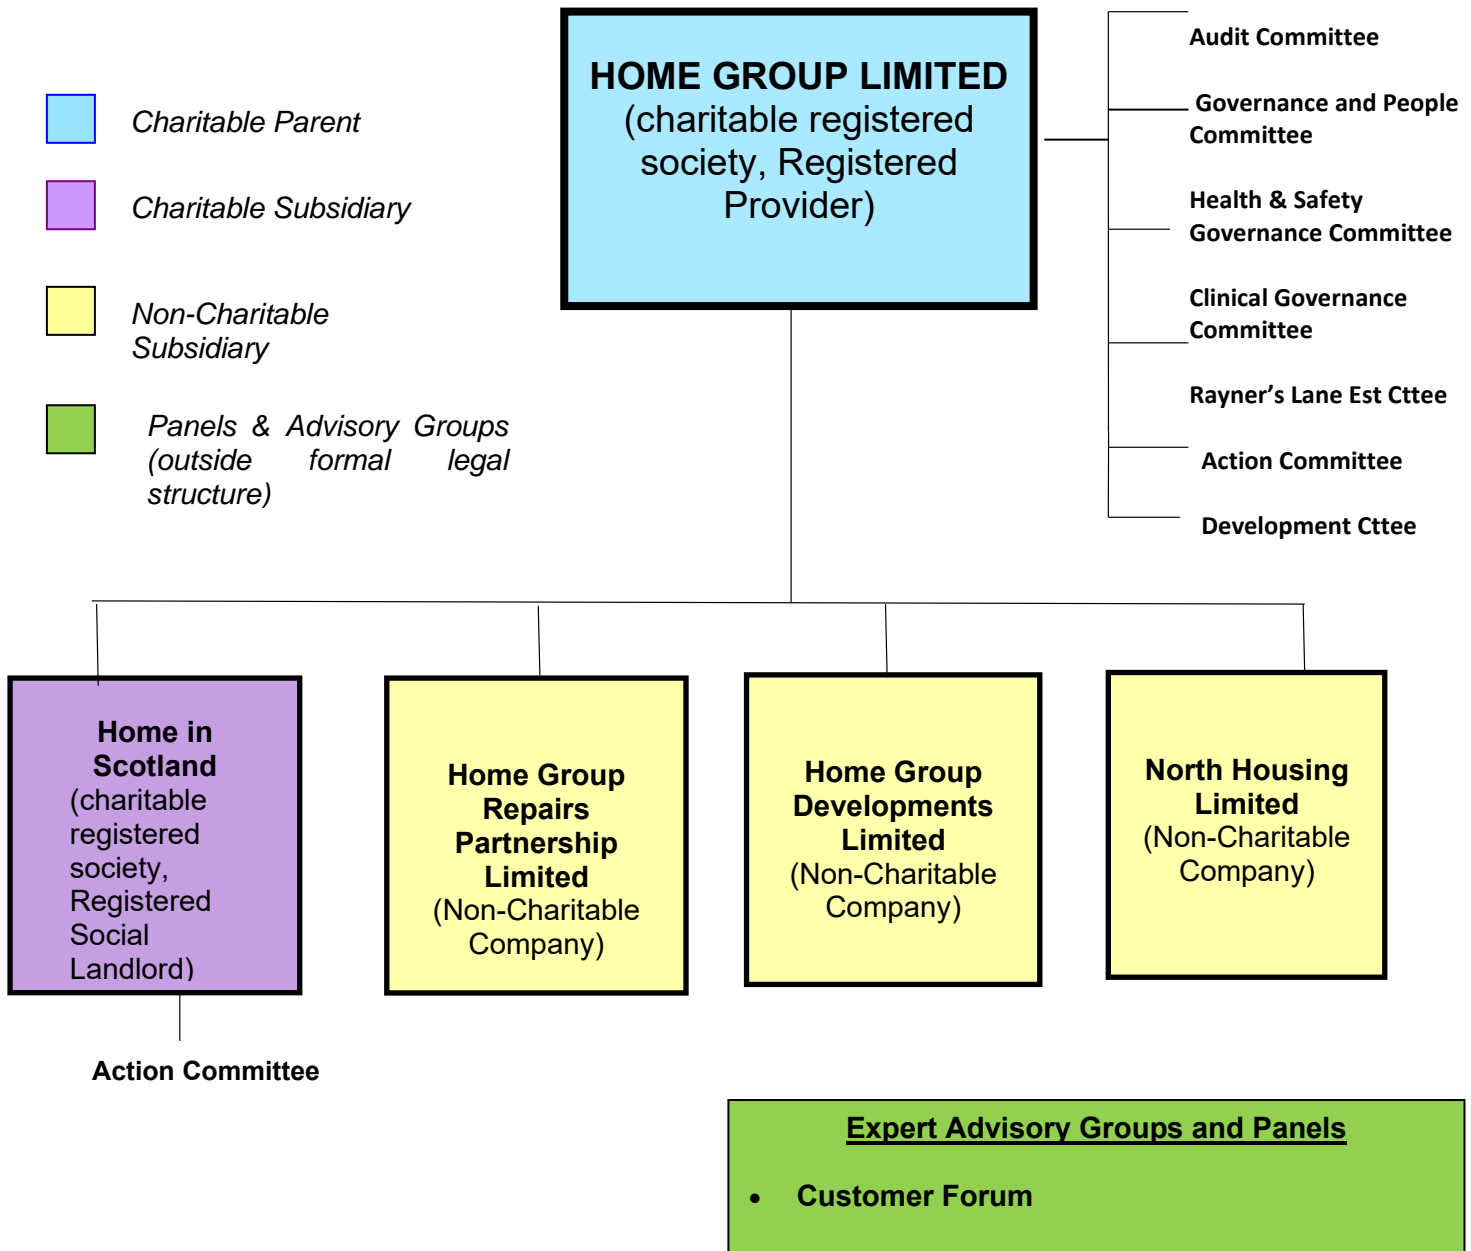 HOME GROUP LIMITED
(charitable registered
society, Registered
Provider)
Charitable Parent
Charitable Subsidiary
Non-Charitable
Subsidiary
Panels & Advisory Groups
(outside formal legal
structure)
Audit Committee
Governance and People
Committee
Health & Safety
Governance Committee
Clinical Governance
Committee
Rayner’s Lane Est Cttee
Action Committee
Development Cttee
Home in
Scotland
(charitable
registered
society,
Registered
Social
Landlord)
Home Group
Repairs
Partnership
Limited
(Non-Charitable
Company)
Home Group
Developments
Limited
(Non-Charitable
Company)
North Housing
Limited
(Non-Charitable
Company)
Action Committee
Expert Advisory Groups and Panels
• Customer Forum